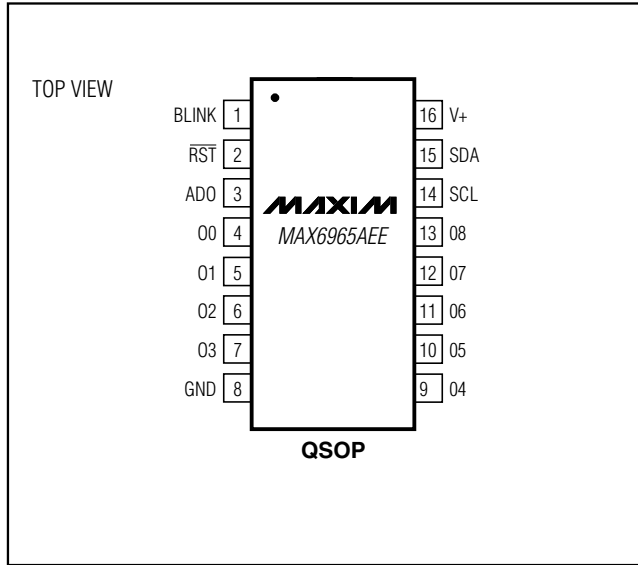 TOP VIEW
BLINK 1
RST 2
AD0 3
O0 4
O1 5
O2 6
O3 7
GND 8
16 V+
15 SDA
14 SCL
13 O8
12 O7
11 O6
10 O5
9 O4
MAXIM
MAX6965AEE
QSOP